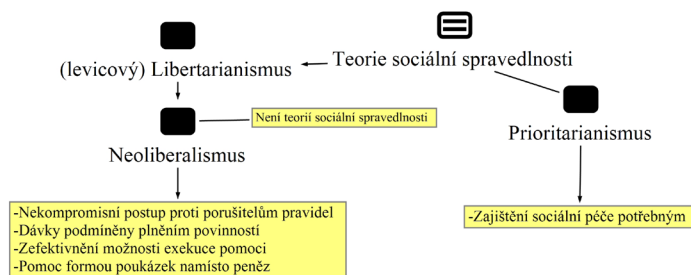 Teorie sociální spravedlnosti
(levicový) Libertarianismus
Není teorií sociální spravedlnosti
Prioritarianismus
Neoliberalismus
-Nekompromisní postup proti porušitelům pravidel
-Dávky podmíněny plněním povinností
-Zefektivnění možnosti exekuce pomoci
-Pomoc formou poukázek namísto peněz
-Zajištění sociální péče potřebným